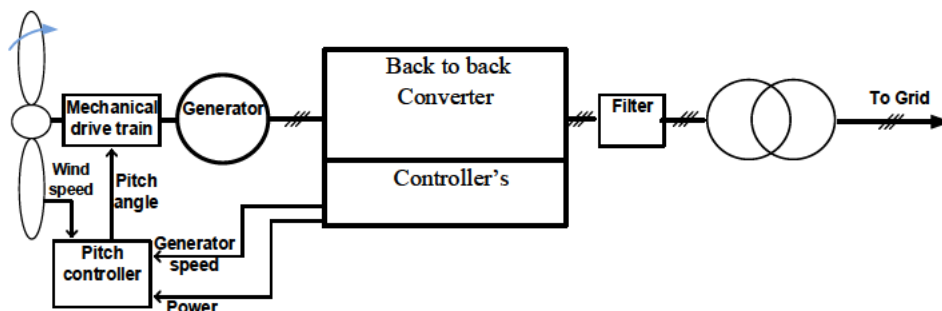 Back to back
Converter
Mechanical
drive train
Generator
Filter
To Grid
Wind
speed
Pitch
angle
Controller's
Pitch
controller
Generator
speed
Power